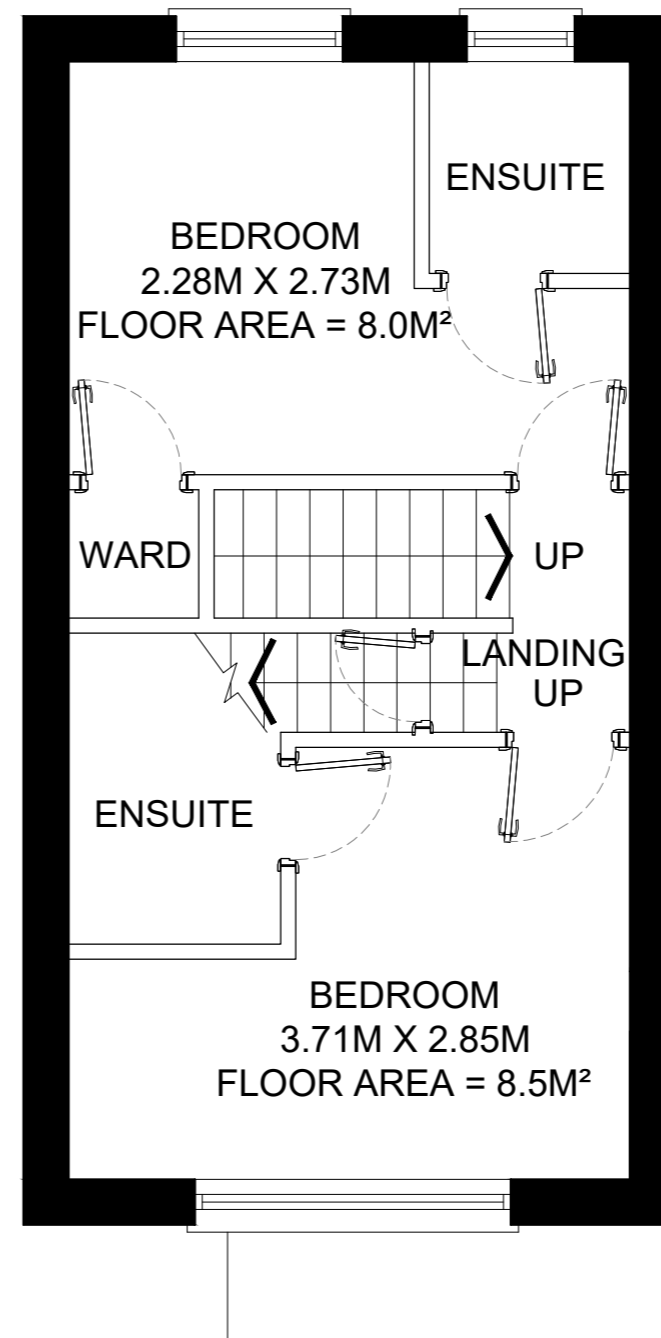 ENSUITE
BEDROOM
2.28M X 2.73M
FLOOR AREA = 8.0M²
WARD
UP
LANDING
UP
ENSUITE
BEDROOM
3.71M X 2.85M
FLOOR AREA = 8.5M²